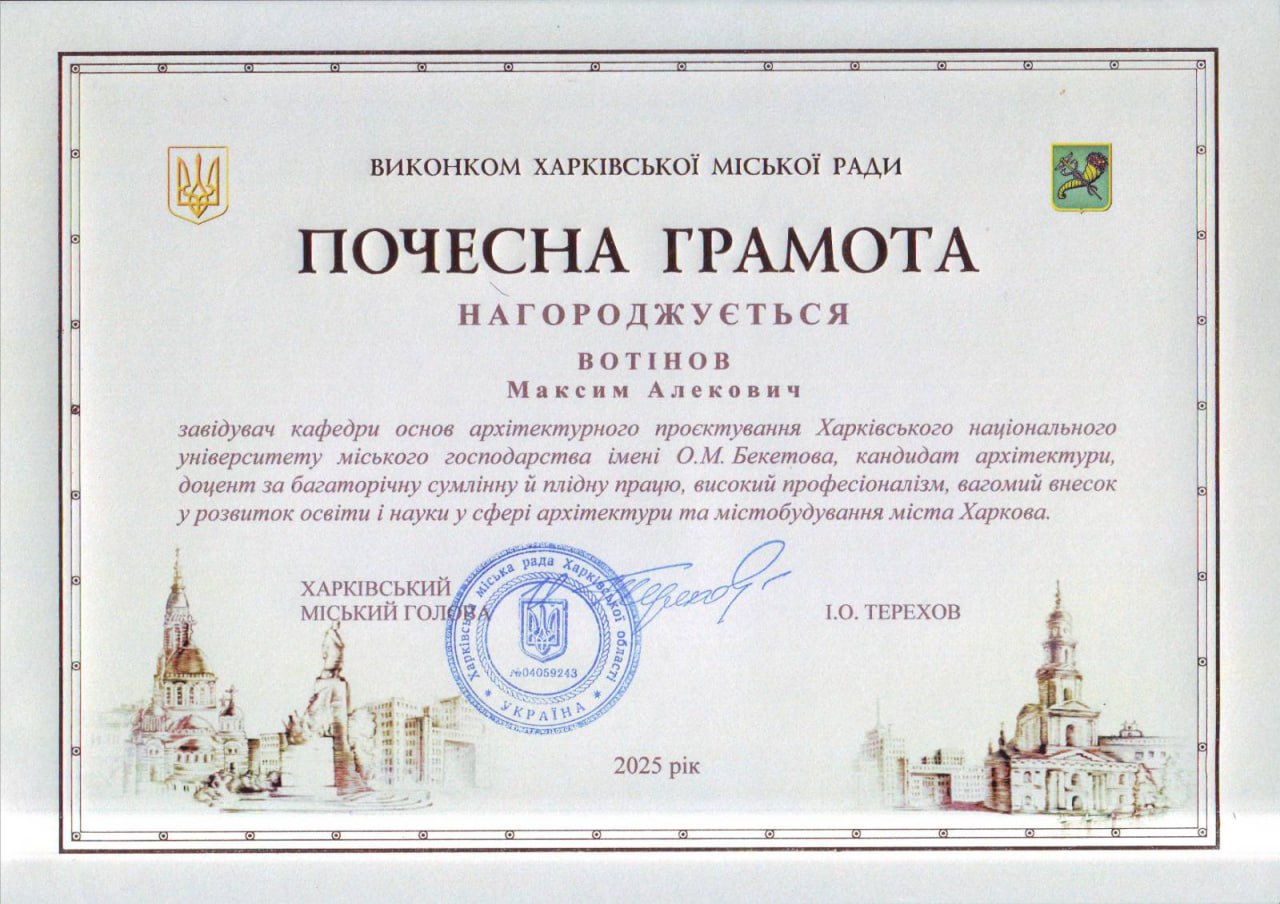 ВИКОНКОМ ХАРКІВСЬКОЇ МІСЬКОЇ РАДИ
ПОЧЕСНА ГРАМОТА
НАГОРОДЖУЄТЬСЯ
ВОТІНОВ
Максим Алекович
завідувач кафедри основ архітектурного проєктування Харківського національного
університету міського господарства імені О.М. Бекетова, кандидат архітектури,
доцент за багаторічну сумлінну й плідну працю, високий професіоналізм, вагомий внесок
у розвиток освіти і науки у сфері архітектури та містобудування міста Харкова.
ХАРКІВСЬКИЙ
МІСЬКИЙ ГОЛОВА
І.О. ТЕРЕХОВ
Харківська міська рада Харківської області
№04059243
* УКРАЇНА *
2025 рік